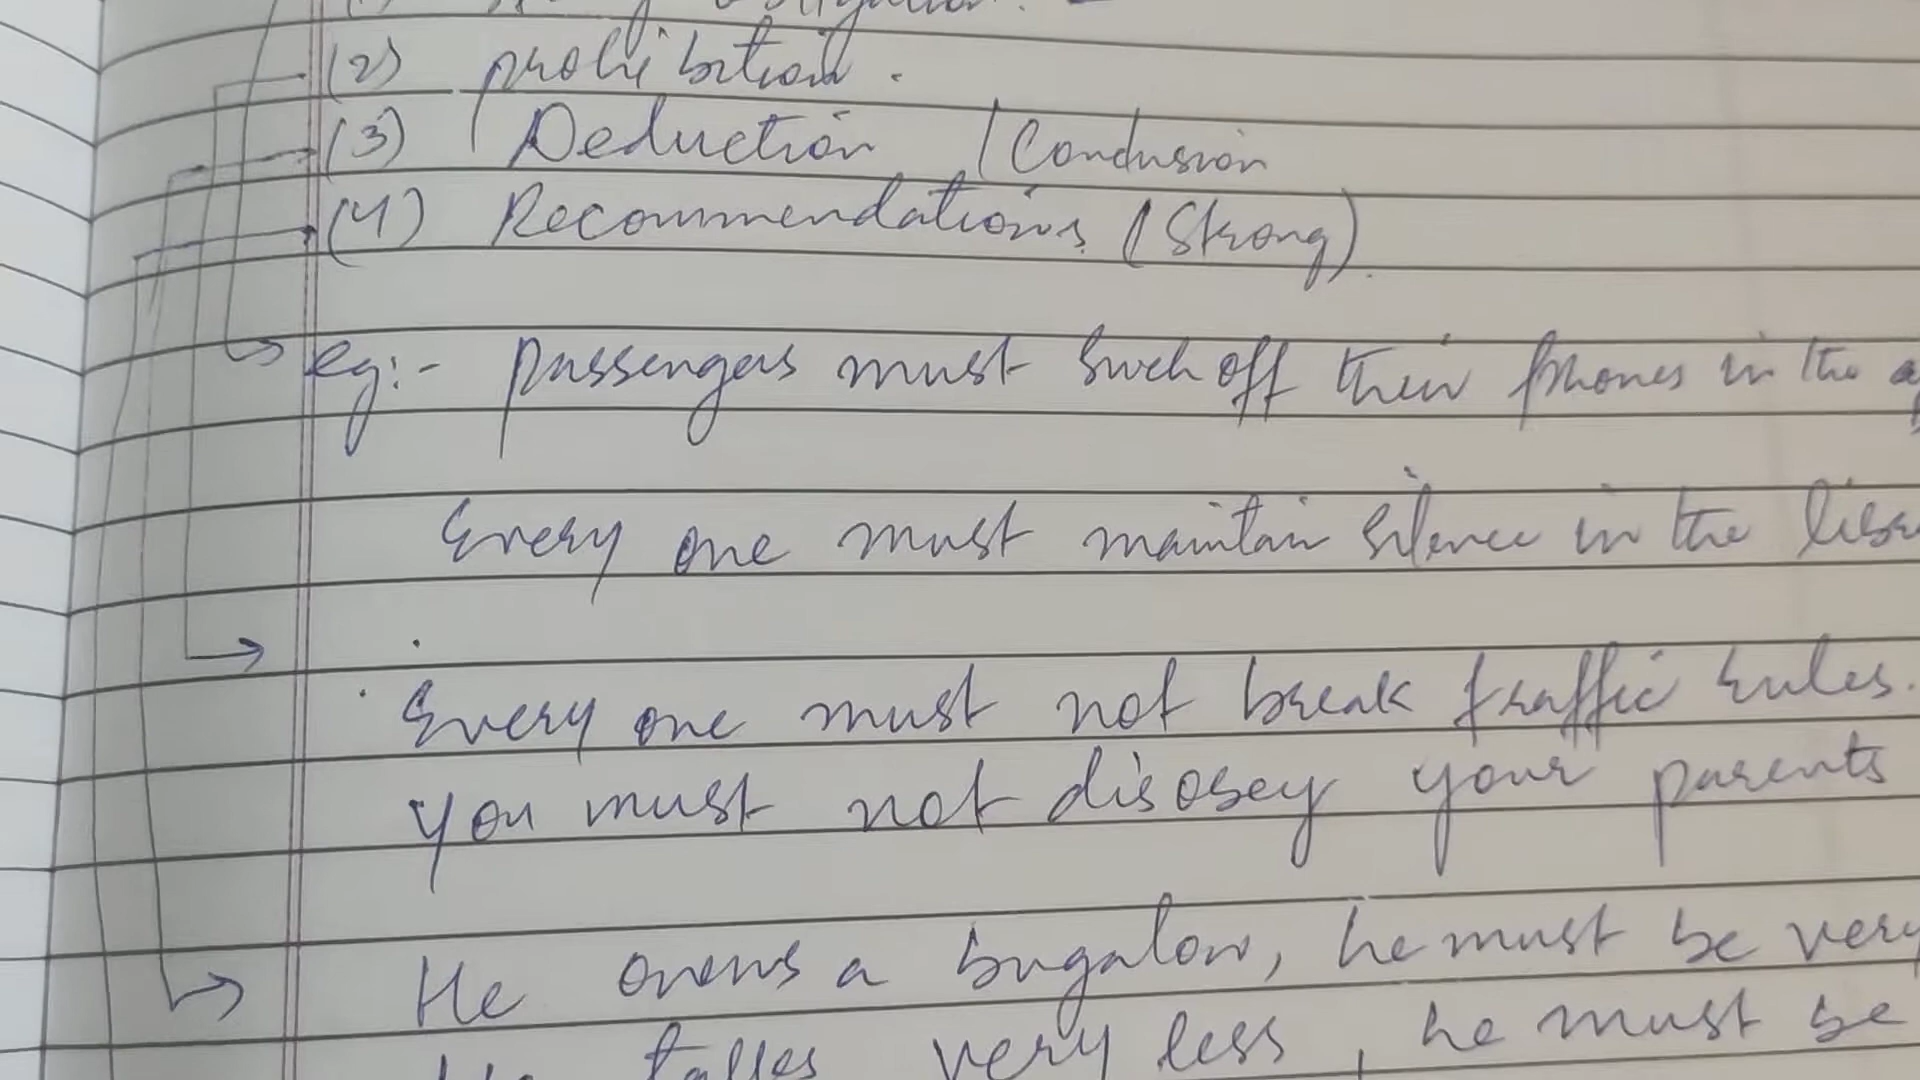 (2) prohibition.
(3) Deduction / Conclusion
(4) Recommendations (Strong).
eg:- passengers must swch off their phones in the
Every one must maintain silence in the
Every one must not break traffic rules.
you must not disobey your parents
He owns a bugalow, he must be very
talks very less, he must be